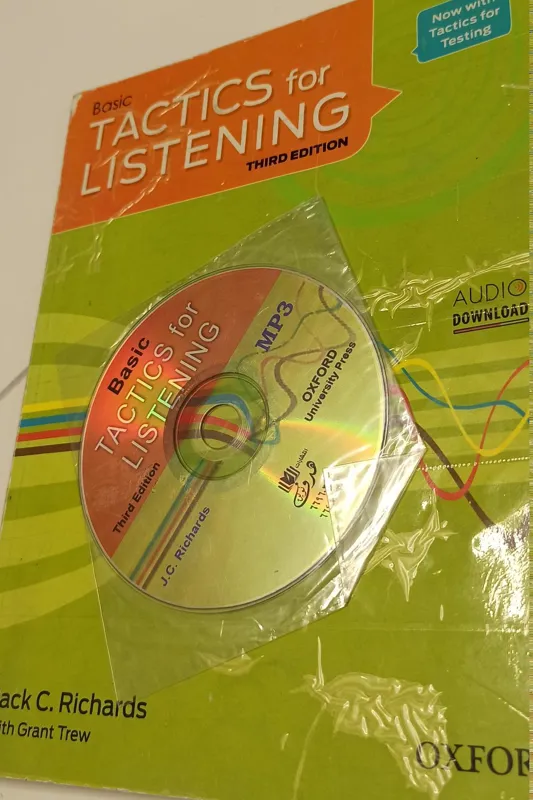 Now with
Tactics for
Testing
Basic
TACTICS for
LISTENING
THIRD EDITION
AUDIO
DOWNLOAD
Basic
TACTICS for
LISTENING
Third Edition
J.C. Richards
MP3
OXFORD
University Press
ack C. Richards
ith Grant Trew
OXFOR